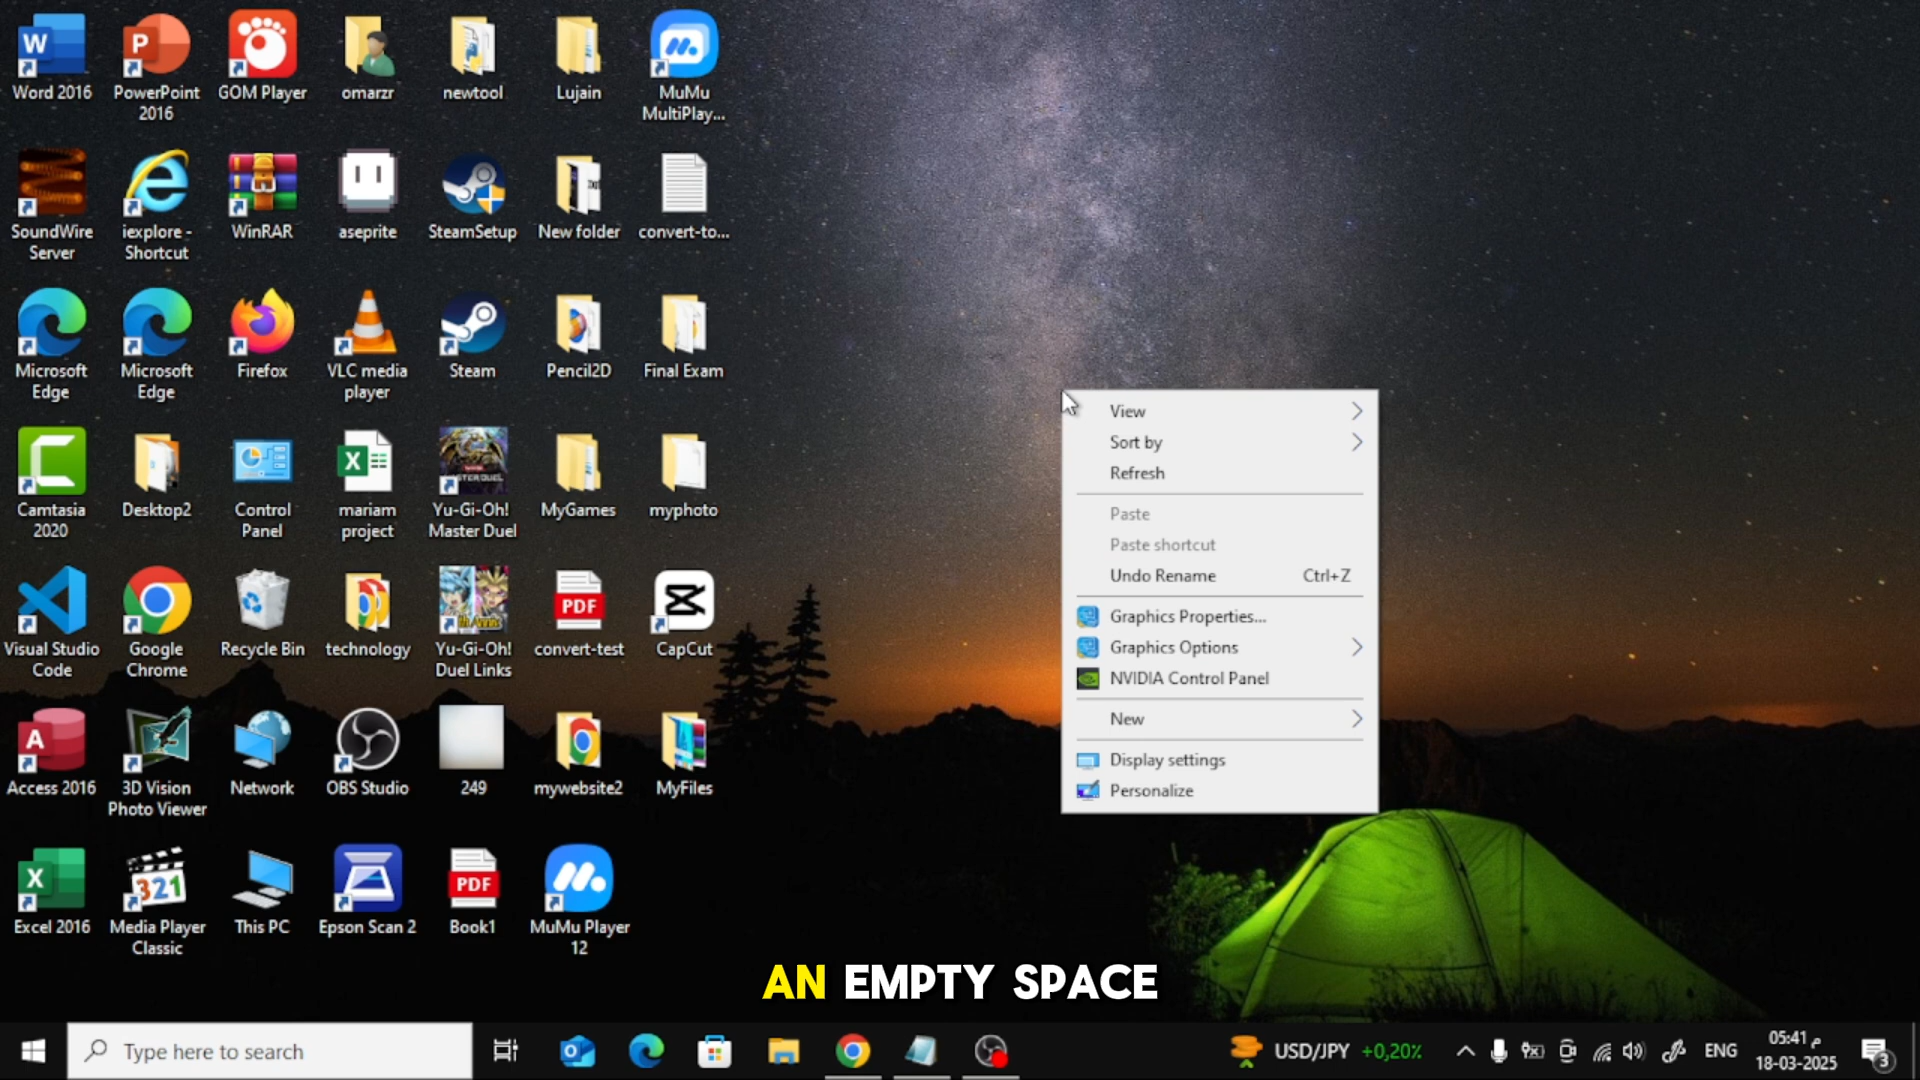 Word 2016
PowerPoint
2016
GOM Player
omarzr
newtool
Lujain
MuMu
MultiPlay...
SoundWire
Server
iexplore -
Shortcut
WinRAR
aseprite
SteamSetup
New folder
convert-to...
Microsoft
Edge
Microsoft
Edge
Firefox
VLC media
player
Steam
Pencil2D
Final Exam
Camtasia
2020
Desktop2
Control
Panel
mariam
project
Yu-Gi-Oh!
Master Duel
MyGames
myphoto
Visual Studio
Code
Google
Chrome
Recycle Bin
technology
Yu-Gi-Oh!
Duel Links
PDF
convert-test
CapCut
Access 2016
3D Vision
Photo Viewer
Network
OBS Studio
249
mywebsite2
MyFiles
Excel 2016
321
Media Player
Classic
This PC
Epson Scan 2
PDF
Book1
MuMu Player
12
View
Sort by
Refresh
Paste
Paste shortcut
Undo Rename Ctrl+Z
Graphics Properties...
Graphics Options
NVIDIA Control Panel
New
Display settings
Personalize
AN EMPTY SPACE
Type here to search
USD/JPY +0,20%
ENG
05:41 م
18-03-2025
3